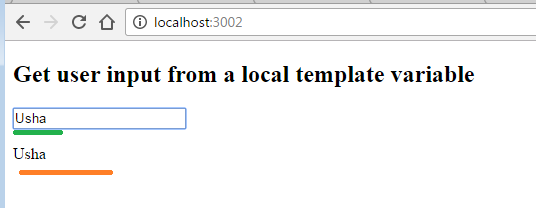 localhost:3002
Get user input from a local template variable
Usha
Usha